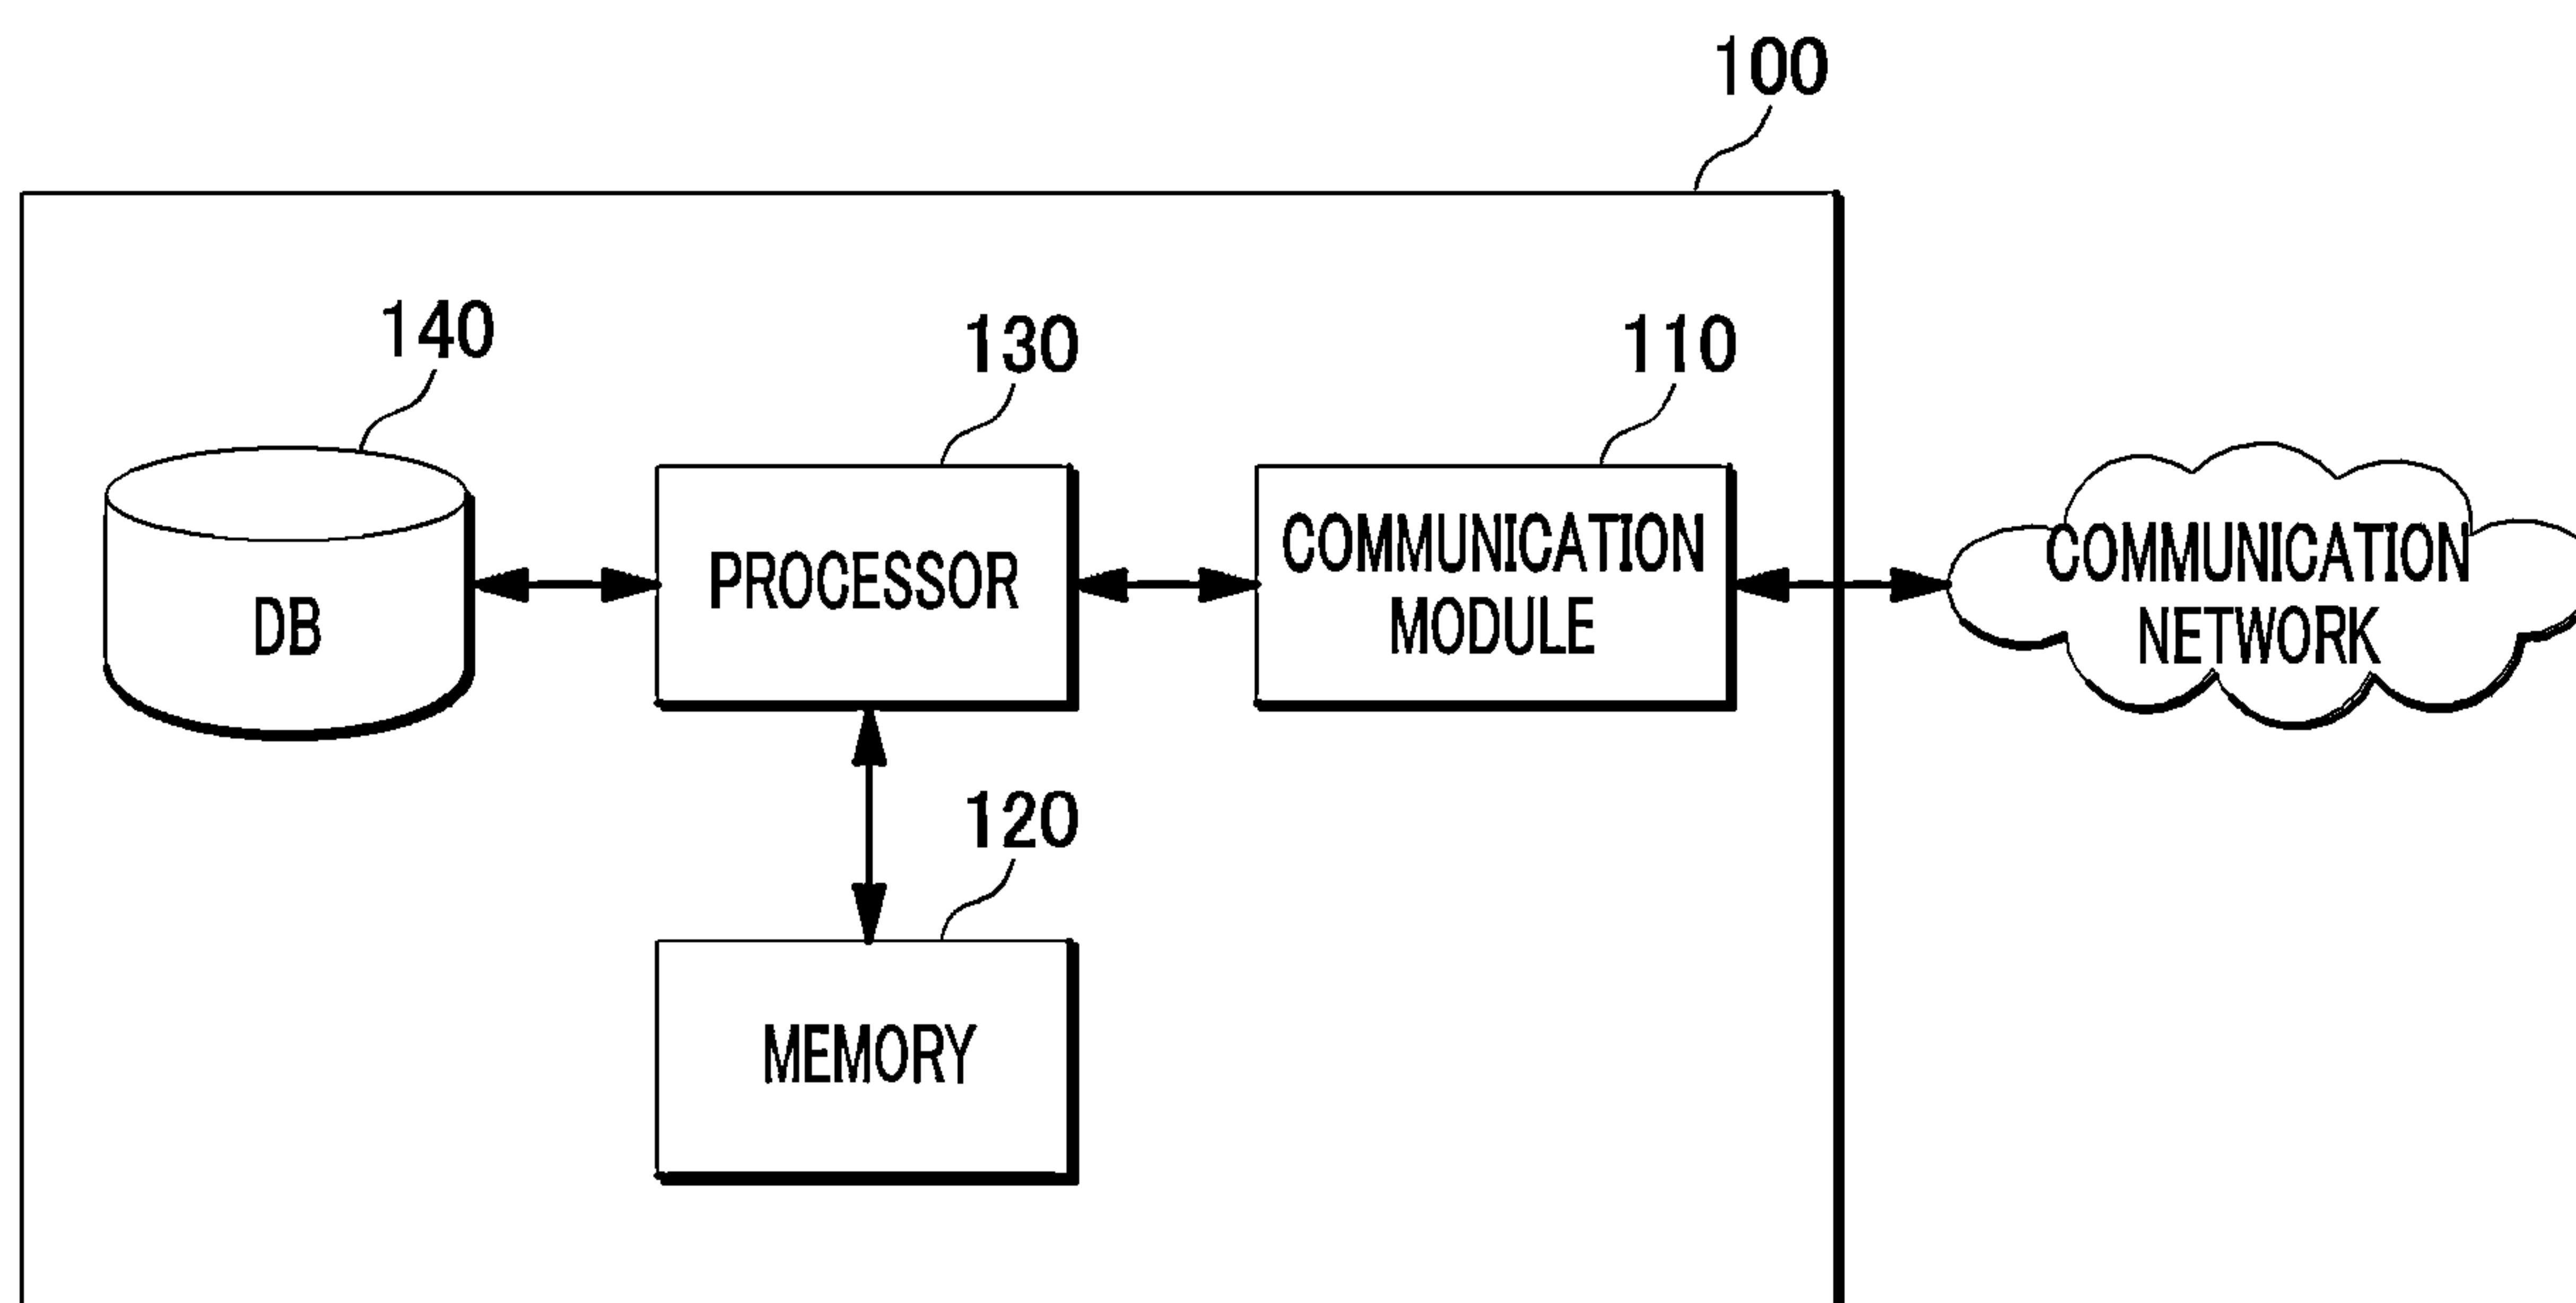 100
140
130
110
DB
PROCESSOR
COMMUNICATION
MODULE
COMMUNICATION
NETWORK
120
MEMORY